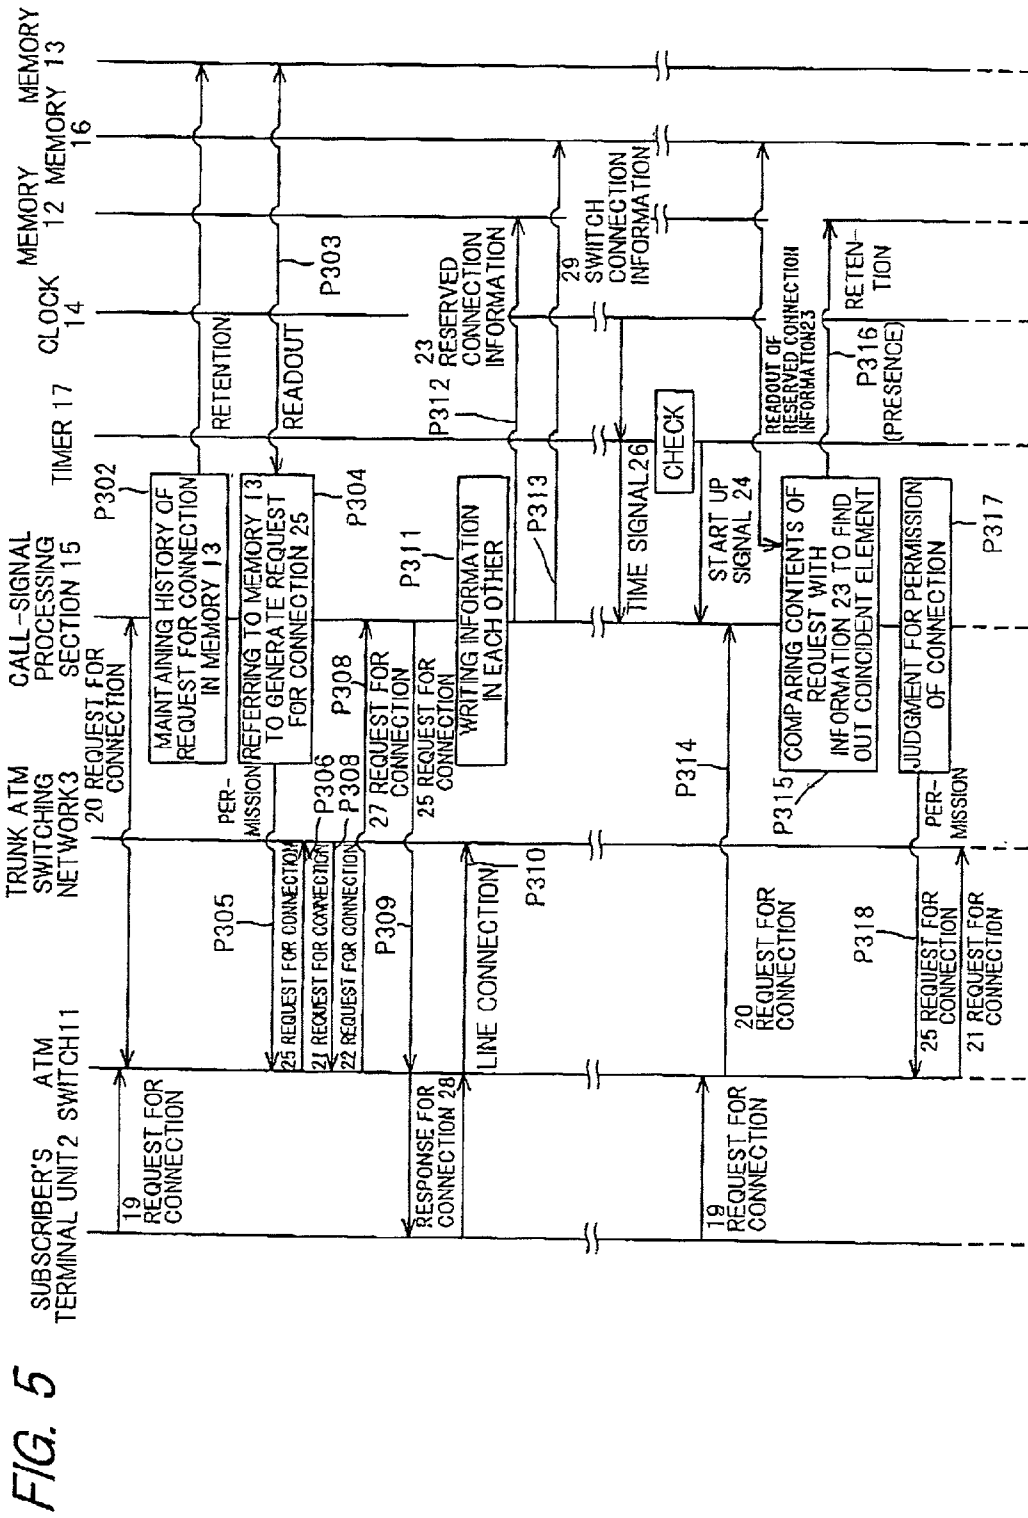 FIG. 5
SUBSCRIBER'S
TERMINAL UNIT2
ATM
SWITCH11
TRUNK ATM
SWITCHING
NETWORK3
CALL-SIGNAL
PROCESSING
SECTION 15
TIMER 17
CLOCK
14
MEMORY
12
MEMORY
16
MEMORY
13
19
REQUEST FOR
CONNECTION
20 REQUEST FOR
CONNECTION
P302
MAINTAINING HISTORY OF
REQUEST FOR CONNECTION
IN MEMORY 13
RETENTION
PER-
MISSION
REFERRING TO MEMORY 13
TO GENERATE REQUEST
FOR CONNECTION 25
READOUT
P303
P304
P305
25 REQUEST FOR CONNECTION
P306
21 REQUEST FOR CONNECTION
P308
22 REQUEST FOR CONNECTION
P308
27 REQUEST FOR
CONNECTION
P309
25 REQUEST FOR
CONNECTION
RESPONSE FOR
CONNECTION 28
LINE CONNECTION
P310
P311
WRITING INFORMATION
IN EACH OTHER
P312
23
RESERVED
CONNECTION
INFORMATION
P313
29
SWITCH
CONNECTION
INFORMATION
TIME SIGNAL26
CHECK
START UP
SIGNAL 24
19
REQUEST FOR
CONNECTION
P314
20
REQUEST FOR
CONNECTION
READOUT OF
RESERVED CONNECTION
INFORMATION23
P315
COMPARING CONTENTS OF
REQUEST WITH
INFORMATION 23 TO FIND
OUT COINCIDENT ELEMENT
RETEN-
TION
P316
(PRESENCE)
JUDGMENT FOR PERMISSION
OF CONNECTION
P317
PER-
MISSION
P318
25 REQUEST FOR
CONNECTION
21 REQUEST FOR
CONNECTION